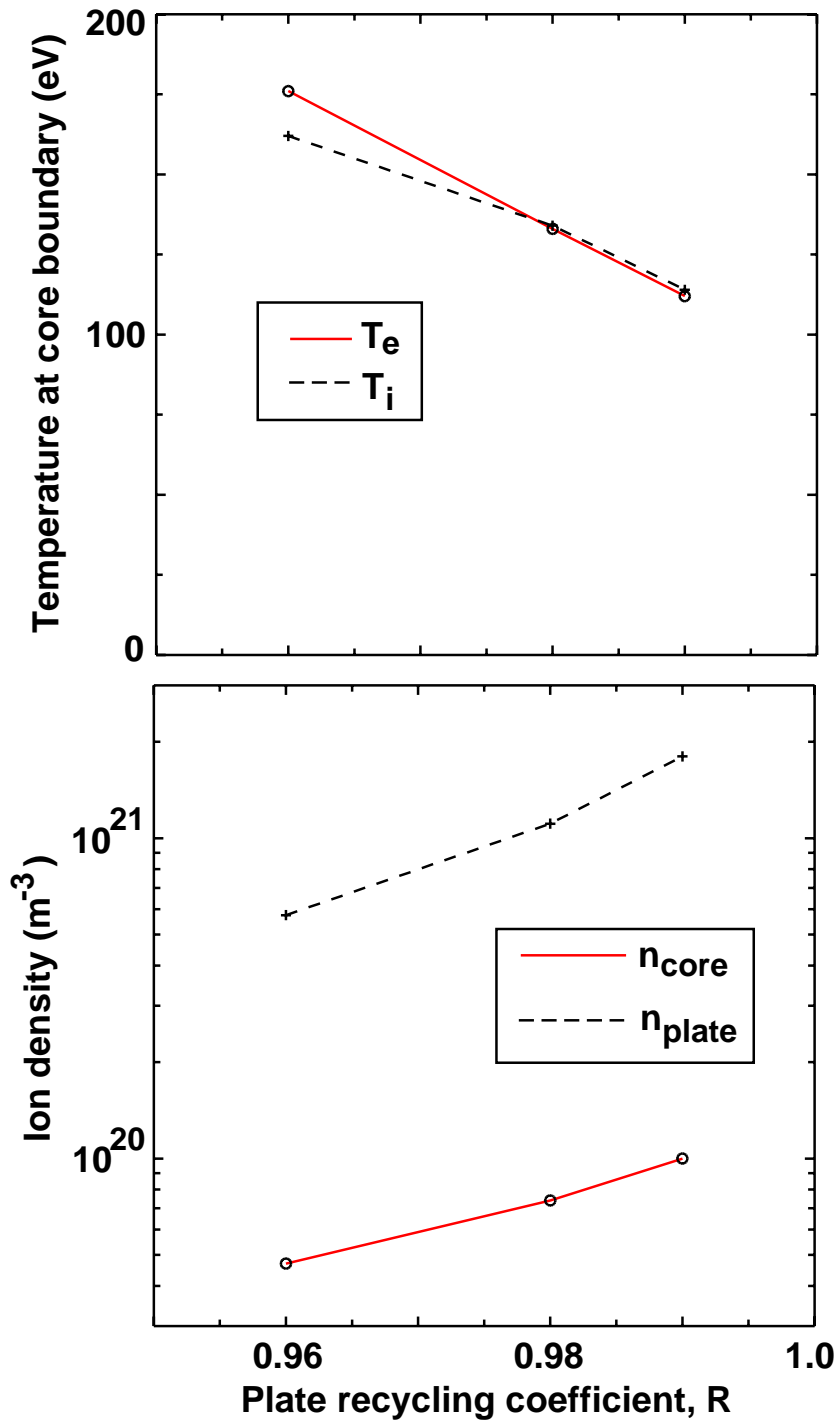 Temperature at core boundary (eV)
200
100
0
Te
Ti
Ion density (m-3)
10^21
10^20
ncore
nplate
0.96 0.98 1.0
Plate recycling coefficient, R